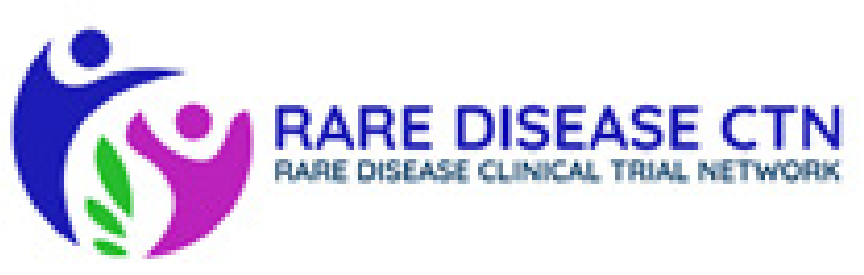 RARE DISEASE CTN
RARE DISEASE CLINICAL TRIAL NETWORK